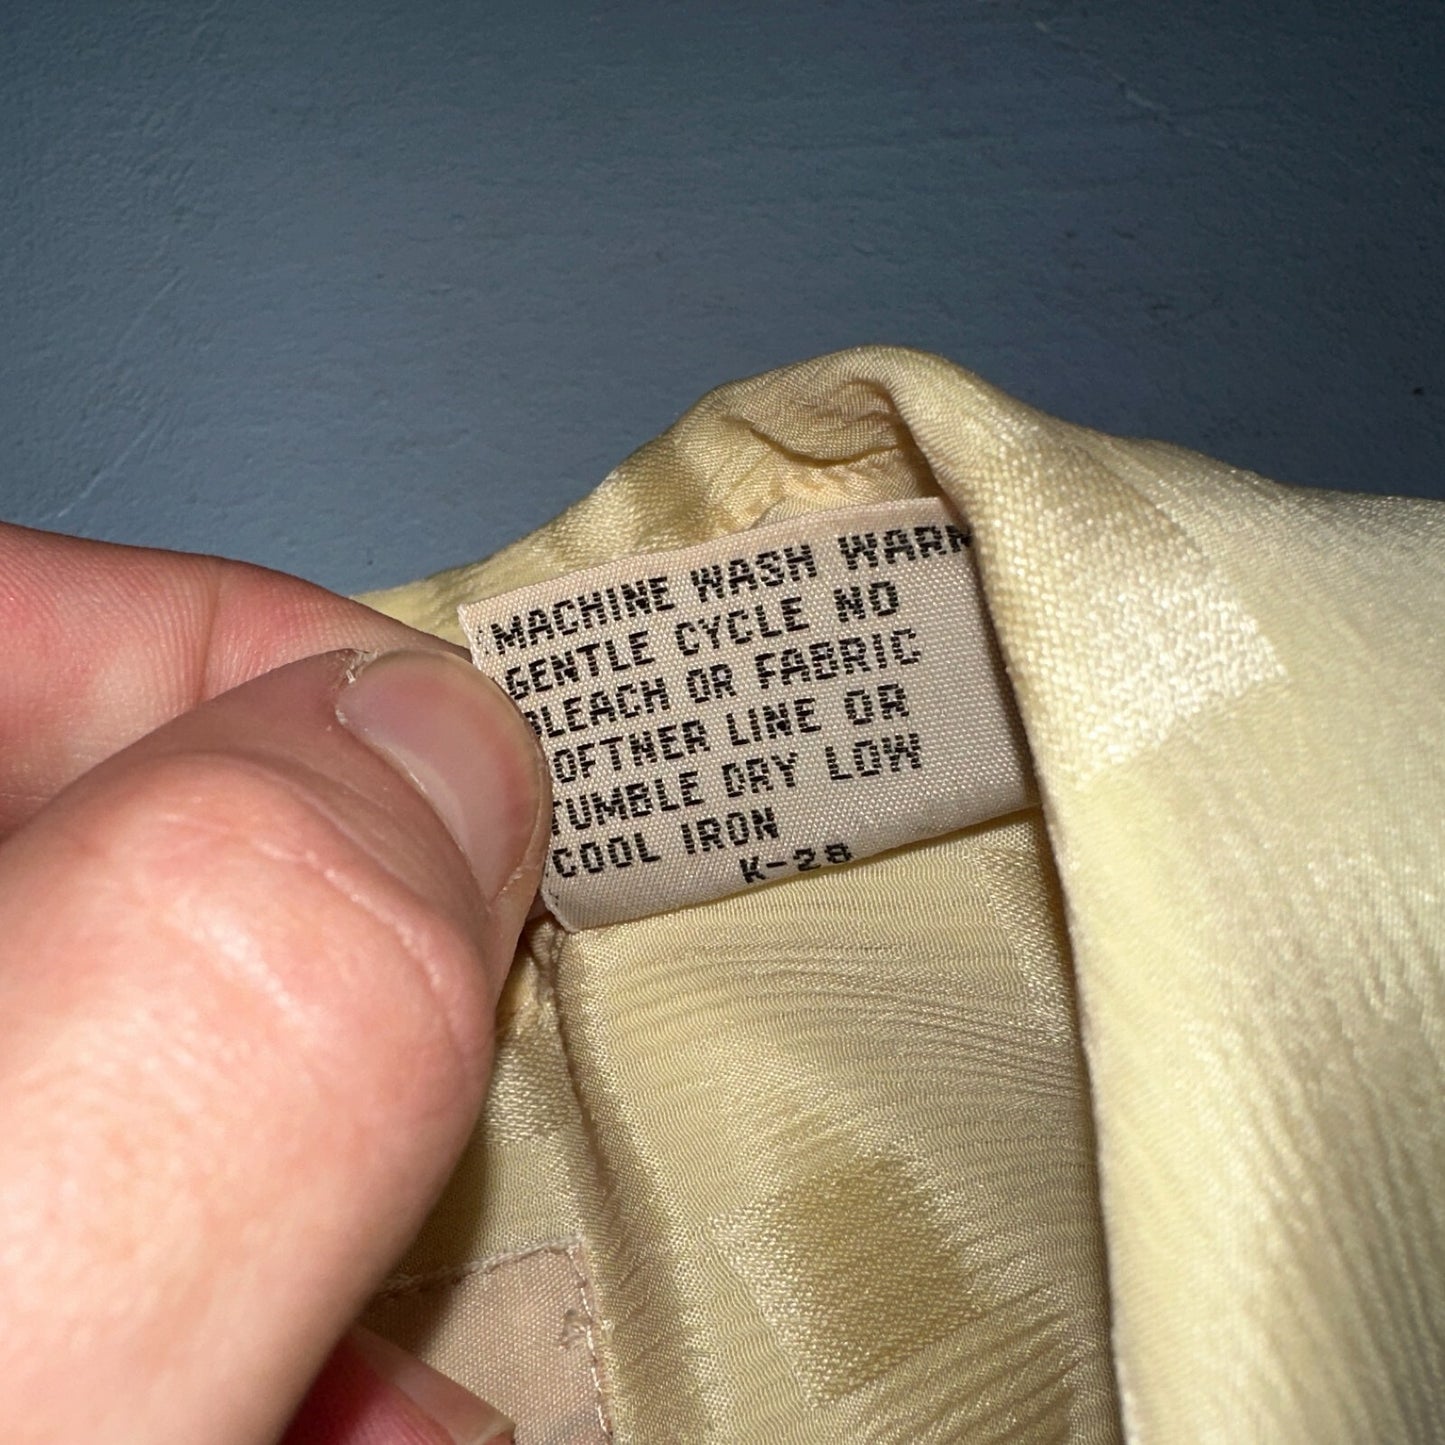 MACHINE WASH WARM
GENTLE CYCLE NO
BLEACH OR FABRIC
SOFTNER LINE OR
TUMBLE DRY LOW
COOL IRON
K-28